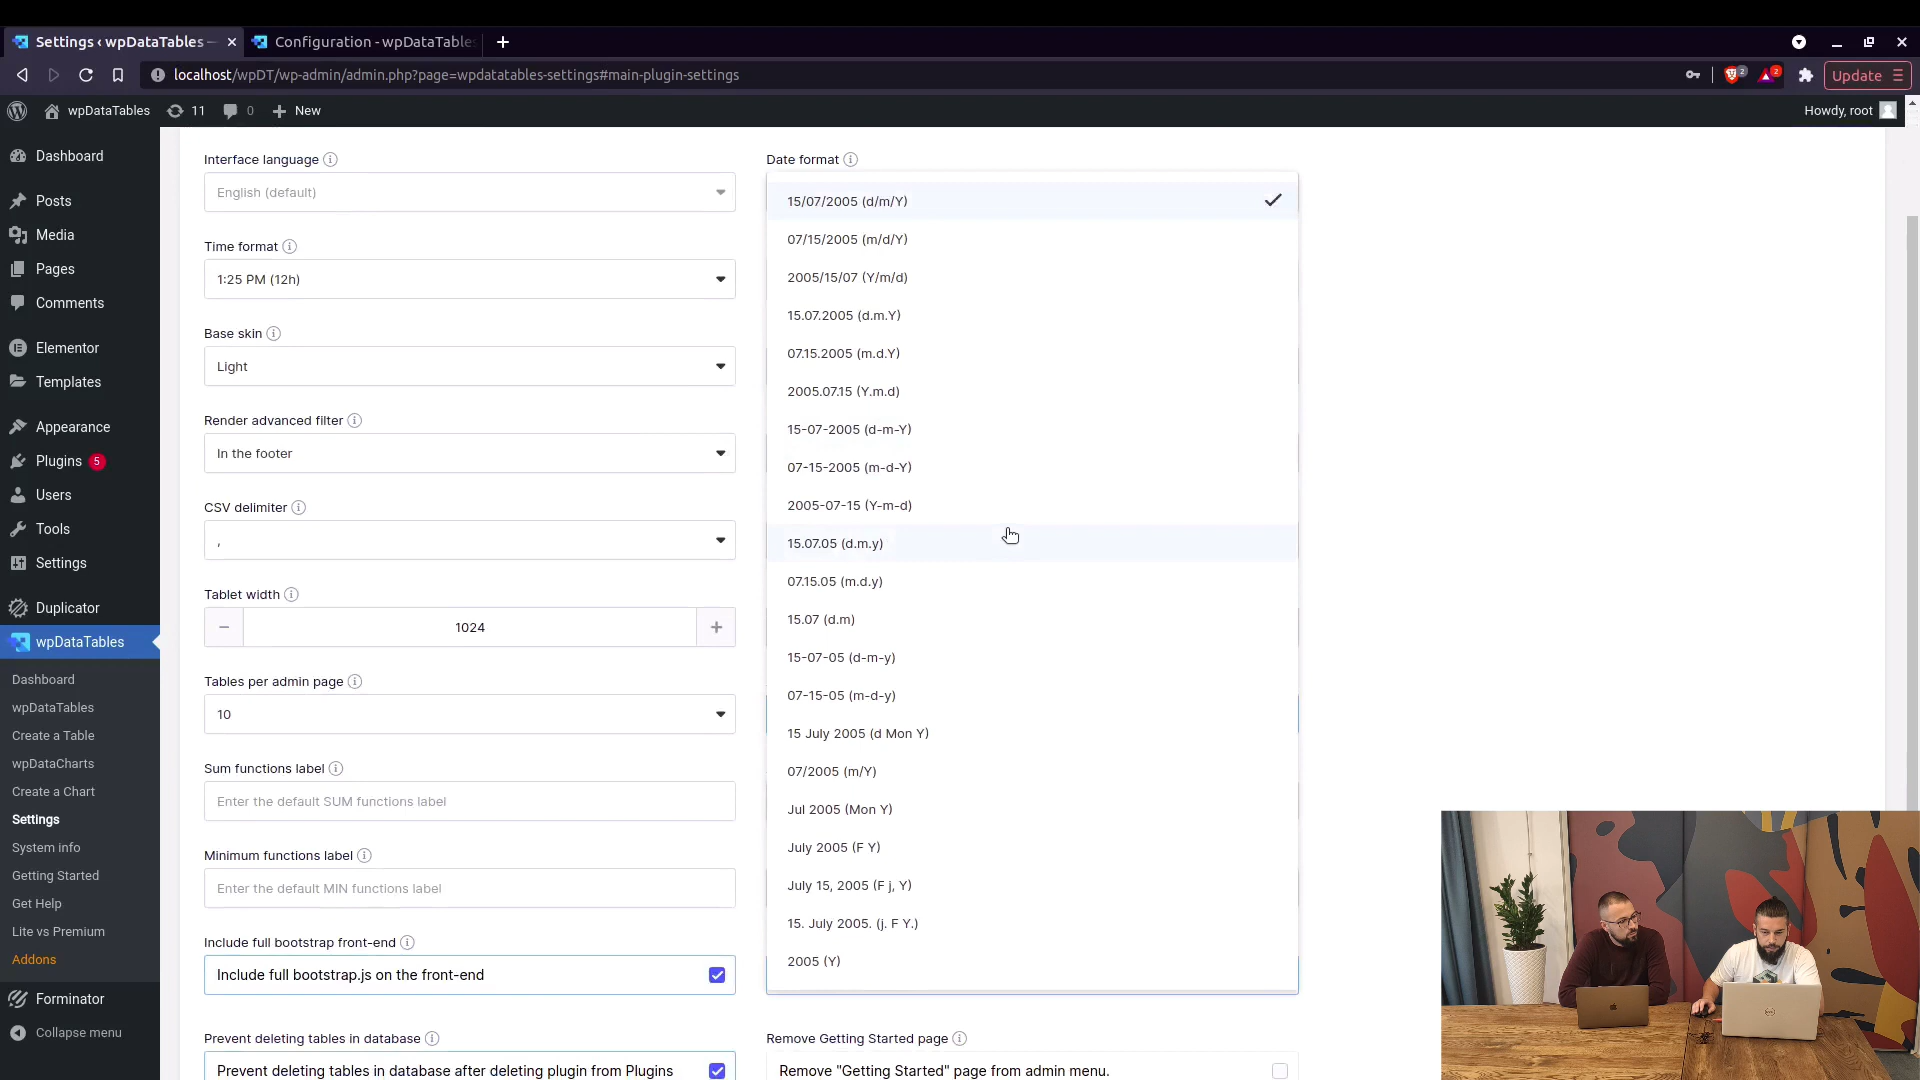 Settings ‹ wpDataTables —
Configuration - wpDataTables
localhost/wpDT/wp-admin/admin.php?page=wpdatatables-settings#main-plugin-settings
2
2
Update
wpDataTables
11
0
New
Howdy, root
Dashboard
Posts
Media
Pages
Comments
Elementor
Templates
Appearance
Plugins 5
Users
Tools
Settings
Duplicator
wpDataTables
Dashboard
wpDataTables
Create a Table
wpDataCharts
Create a Chart
Settings
System info
Getting Started
Get Help
Lite vs Premium
Addons
Forminator
Collapse menu
Interface language
English (default)
Time format
1:25 PM (12h)
Base skin
Light
Render advanced filter
In the footer
CSV delimiter
,
Tablet width
− 1024 +
Tables per admin page
10
Sum functions label
Enter the default SUM functions label
Minimum functions label
Enter the default MIN functions label
Include full bootstrap front-end
Include full bootstrap.js on the front-end
Prevent deleting tables in database
Prevent deleting tables in database after deleting plugin from Plugins
Date format
15/07/2005 (d/m/Y)
07/15/2005 (m/d/Y)
2005/15/07 (Y/m/d)
15.07.2005 (d.m.Y)
07.15.2005 (m.d.Y)
2005.07.15 (Y.m.d)
15-07-2005 (d-m-Y)
07-15-2005 (m-d-Y)
2005-07-15 (Y-m-d)
15.07.05 (d.m.y)
07.15.05 (m.d.y)
15.07 (d.m)
15-07-05 (d-m-y)
07-15-05 (m-d-y)
15 July 2005 (d Mon Y)
07/2005 (m/Y)
Jul 2005 (Mon Y)
July 2005 (F Y)
July 15, 2005 (F j, Y)
15. July 2005. (j. F Y.)
2005 (Y)
Remove Getting Started page
Remove "Getting Started" page from admin menu.